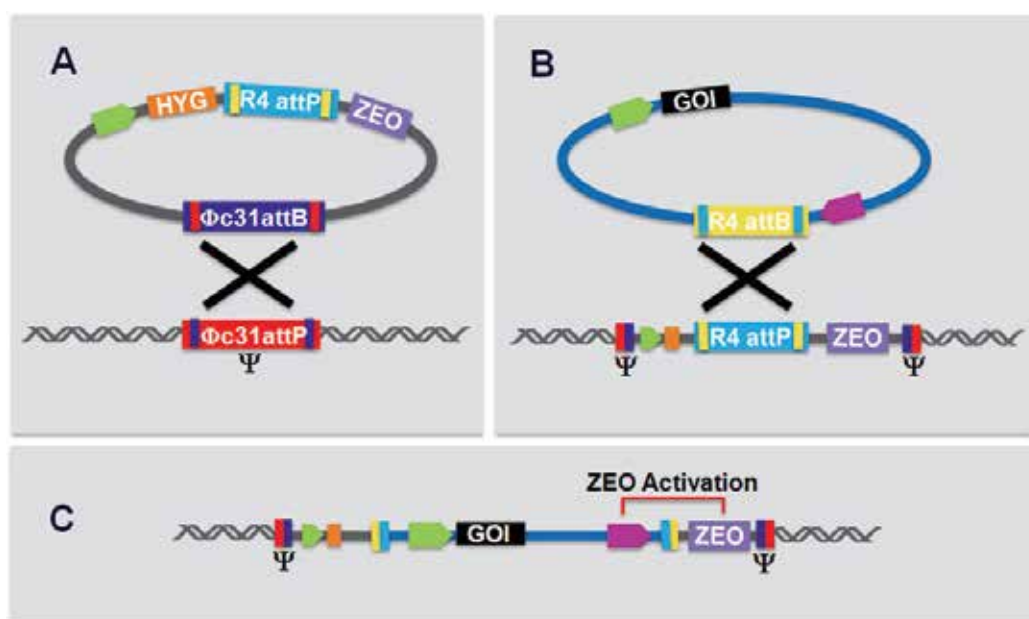 A
HYG
R4 attP
ZEO
Φc31attB
Φc31attP
Ψ
B
GOI
R4 attB
R4 attP
ZEO
Ψ
Ψ
C
ZEO Activation
GOI
ZEO
Ψ
Ψ